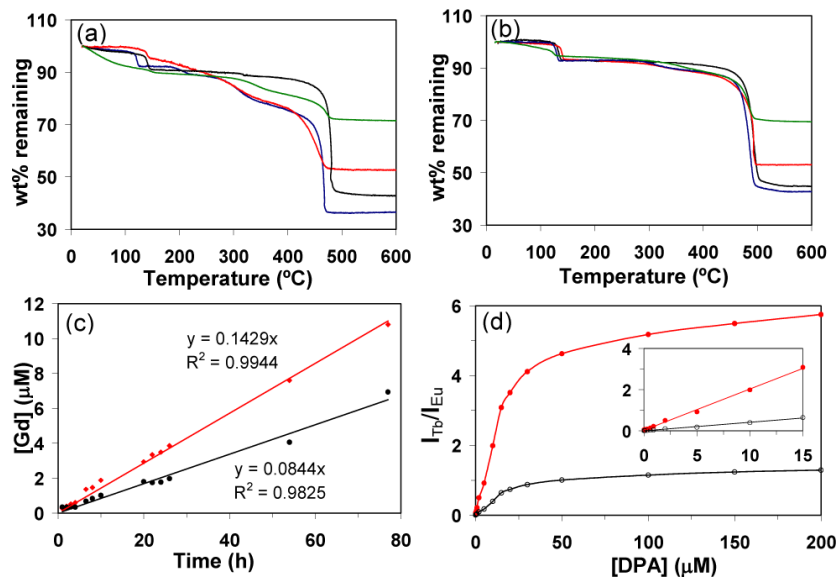 (a)
wt% remaining
110
90
70
50
30
0 100 200 300 400 500 600
Temperature (ºC)
(b)
wt% remaining
110
90
70
50
30
0 100 200 300 400 500 600
Temperature (ºC)
(c)
[Gd] (μM)
12
10
8
6
4
2
0
y = 0.1429x
R² = 0.9944
y = 0.0844x
R² = 0.9825
0 20 40 60 80
Time (h)
(d)
I_Tb/I_Eu
6
4
2
0
4
2
0
0 5 10 15
0 50 100 150 200
[DPA] (μM)